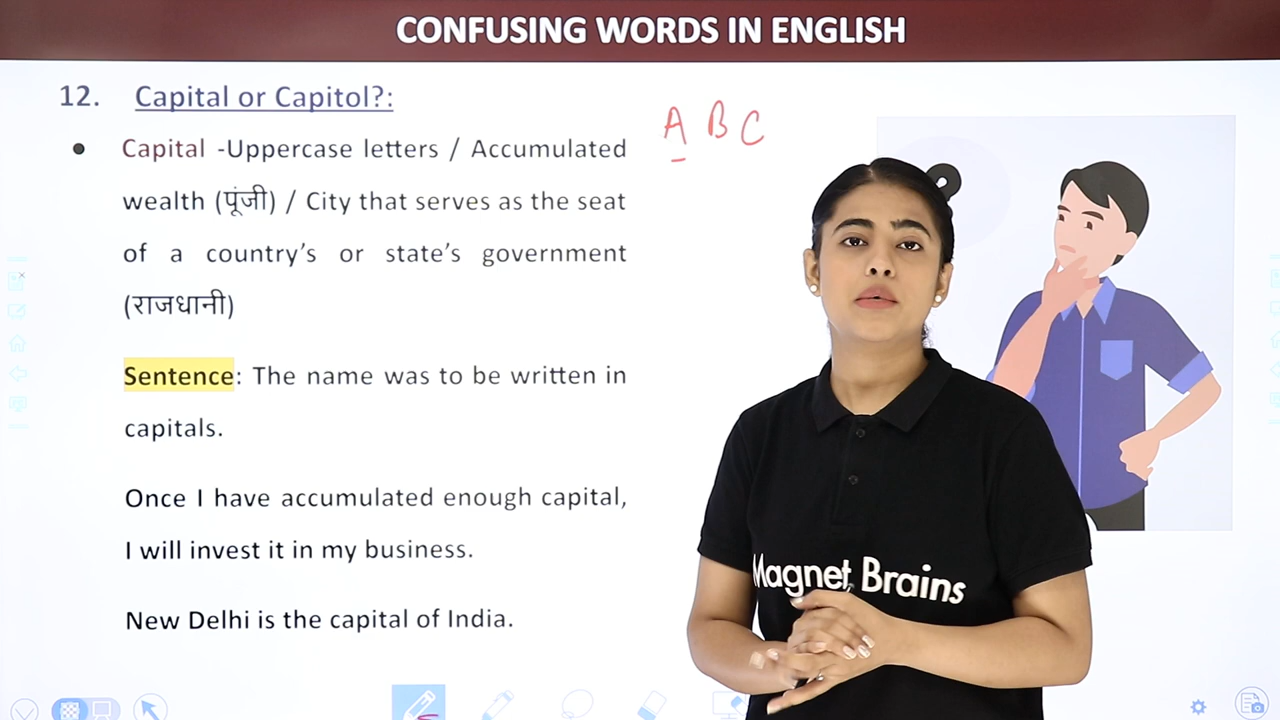 CONFUSING WORDS IN ENGLISH
12. Capital or Capitol?:
A B C
• Capital -Uppercase letters / Accumulated
wealth (पूंजी) / City that serves as the seat
of a country's or state's government
(राजधानी)
Sentence: The name was to be written in
capitals.
Once I have accumulated enough capital,
I will invest it in my business.
New Delhi is the capital of India.
Magnet Brains